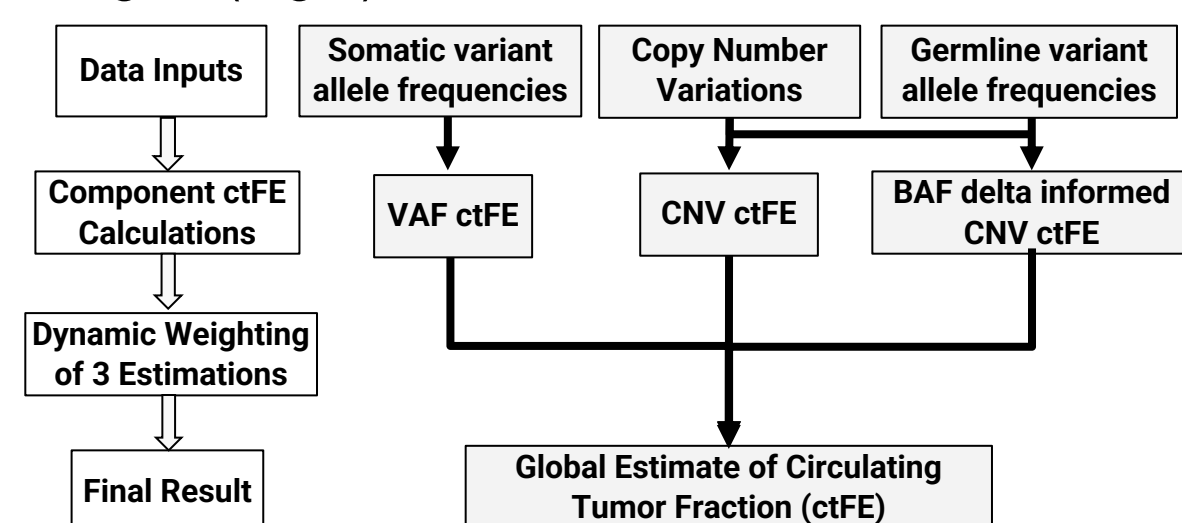 Data Inputs
Somatic variant
allele frequencies
Copy Number
Variations
Germline variant
allele frequencies
Component ctFE
Calculations
VAF ctFE
CNV ctFE
BAF delta informed
CNV ctFE
Dynamic Weighting
of 3 Estimations
Final Result
Global Estimate of Circulating
Tumor Fraction (ctFE)